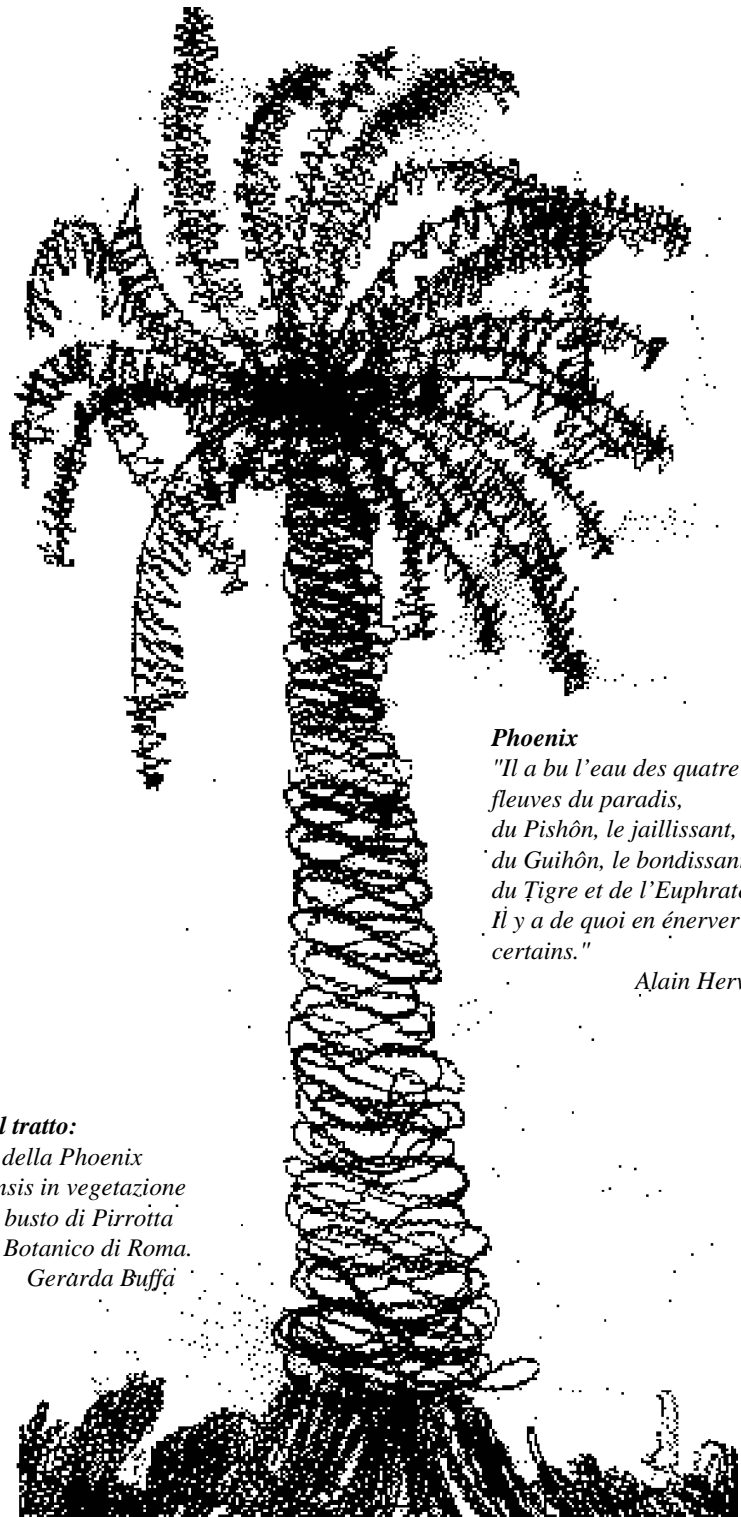 Phoenix
"Il a bu l’eau des quatre
fleuves du paradis,
du Pishôn, le jaillissant,
du Guihôn, le bondissant
du Tigre et de l’Euphrate
Il y a de quoi en énerver
certains."
Alain Herv
l tratto:
della Phoenix
nsis in vegetazione
busto di Pirrotta
Botanico di Roma.
Gerarda Buffa